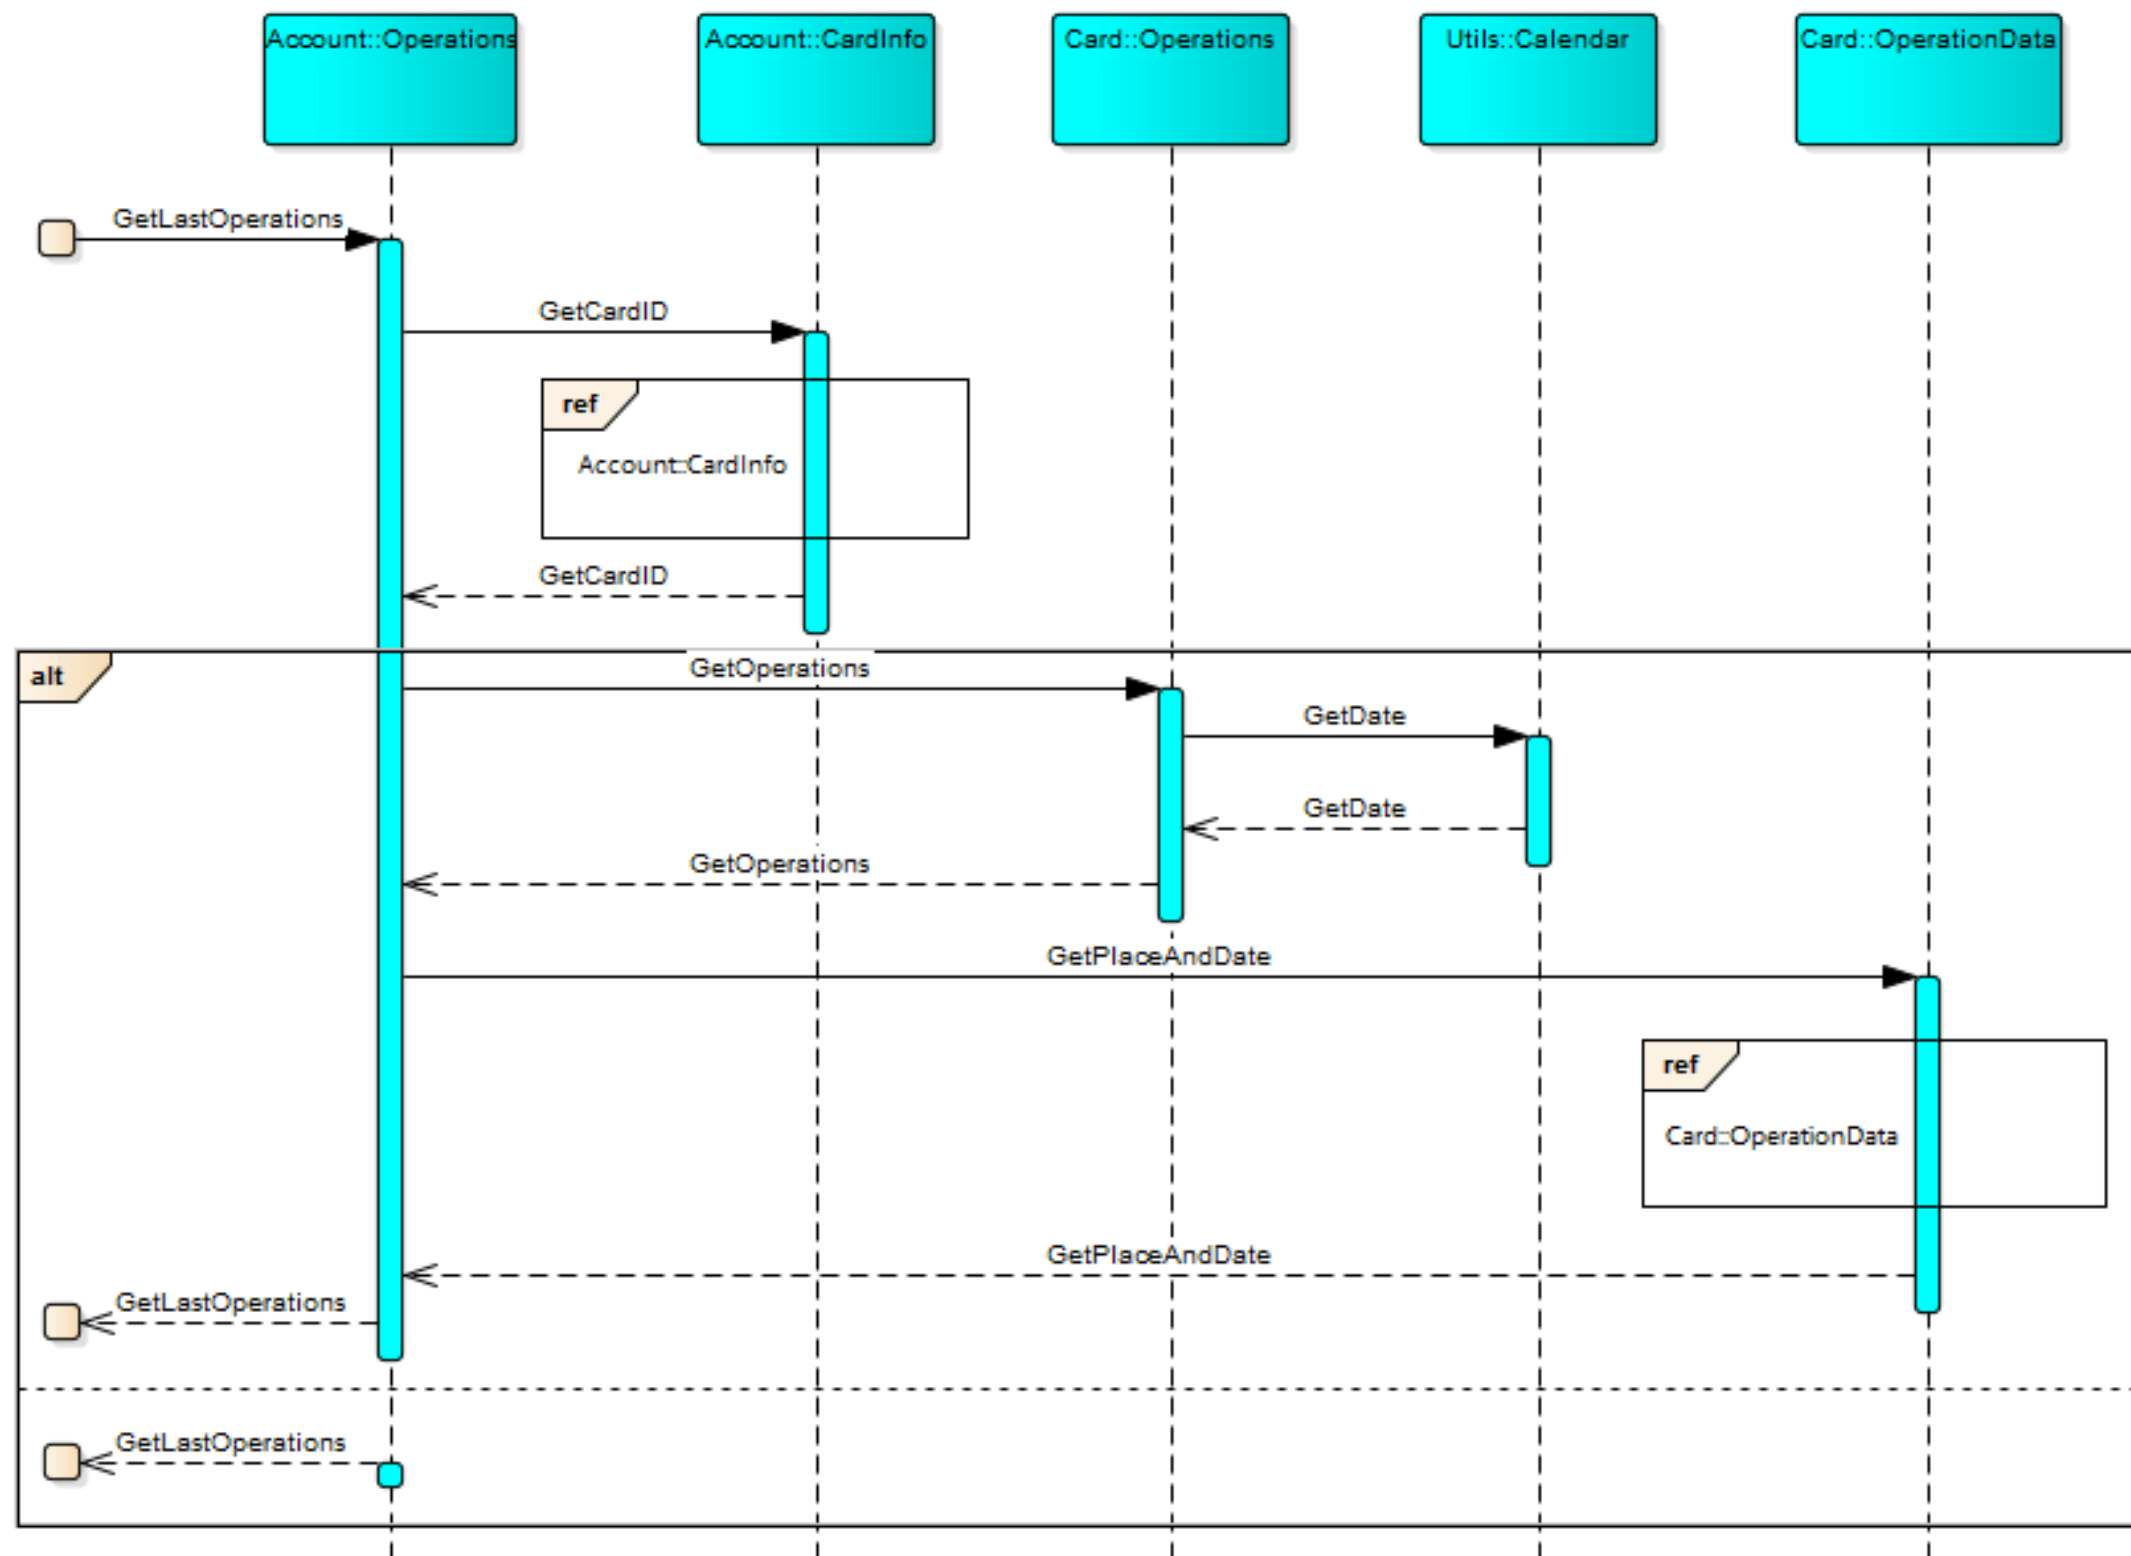 Account::Operations
Account::CardInfo
Card::Operations
Utils::Calendar
Card::OperationData
GetLastOperations
GetCardID
ref
Account::CardInfo
GetCardID
alt
GetOperations
GetDate
GetDate
GetOperations
GetPlaceAndDate
ref
Card::OperationData
GetPlaceAndDate
GetLastOperations
GetLastOperations